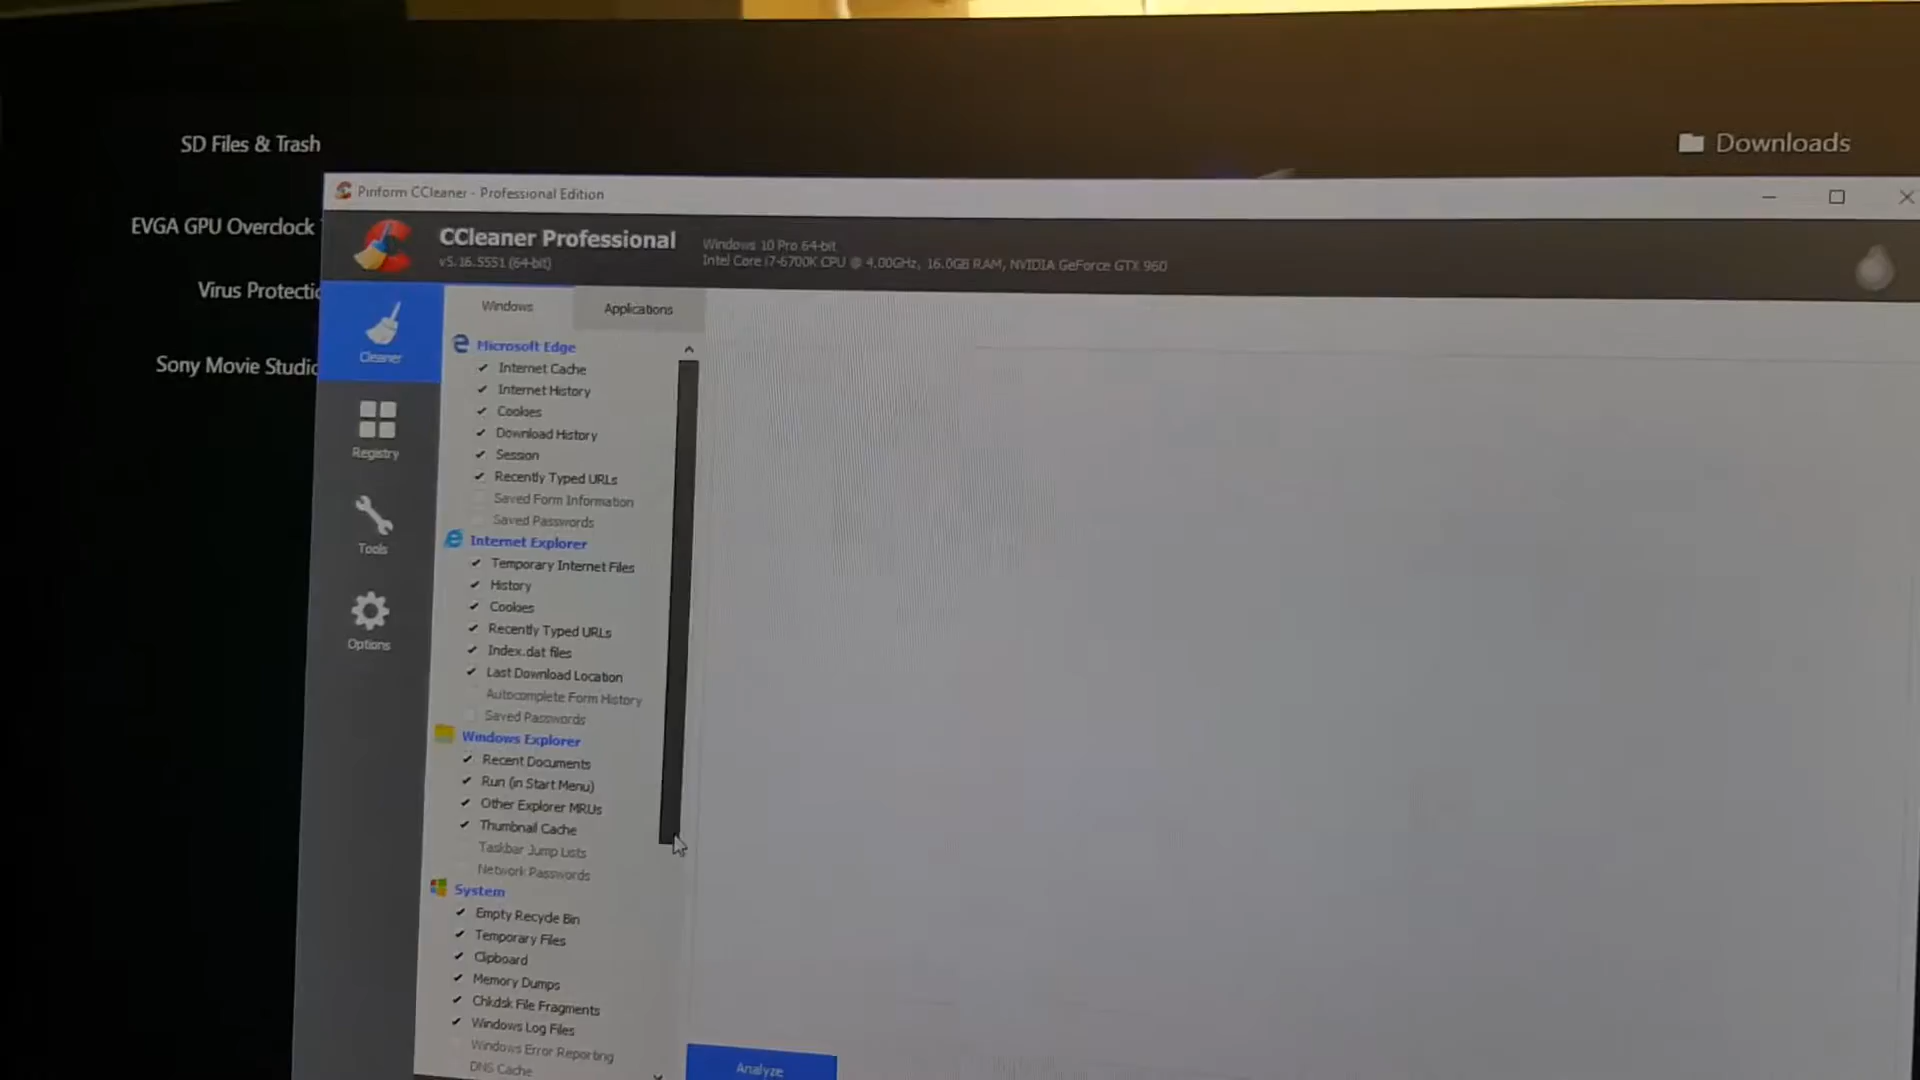 SD Files & Trash
Downloads
EVGA GPU Overclock
Virus Protectio
Sony Movie Studio
Piriform CCleaner - Professional Edition
CCleaner Professional
v5.16.5551 (64-bit)
Windows 10 Pro 64-bit
Intel Core i7-6700K CPU @ 4.00GHz, 16.0GB RAM, NVIDIA GeForce GTX 960
Cleaner
Registry
Tools
Options
Windows
Applications
Microsoft Edge
Internet Cache
Internet History
Cookies
Download History
Session
Recently Typed URLs
Saved Form Information
Saved Passwords
Internet Explorer
Temporary Internet Files
History
Cookies
Recently Typed URLs
Index.dat files
Last Download Location
Autocomplete Form History
Saved Passwords
Windows Explorer
Recent Documents
Run (in Start Menu)
Other Explorer MRUs
Thumbnail Cache
Taskbar Jump Lists
Network Passwords
System
Empty Recycle Bin
Temporary Files
Clipboard
Memory Dumps
Chkdsk File Fragments
Windows Log Files
Windows Error Reporting
DNS Cache
Analyze